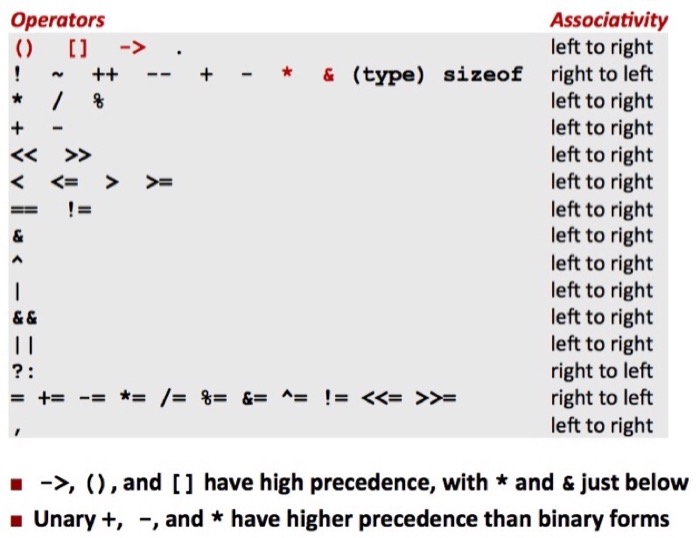 Operators Associativity
() [] -> . left to right
! ~ ++ -- + - * & (type) sizeof right to left
* / % left to right
+ - left to right
<< >> left to right
< <= > >= left to right
== != left to right
& left to right
^ left to right
| left to right
&& left to right
|| left to right
?: right to left
= += -= *= /= %= &= ^= != <<= >>= right to left
, left to right
■ ->, (), and [] have high precedence, with * and & just below
■ Unary +, -, and * have higher precedence than binary forms